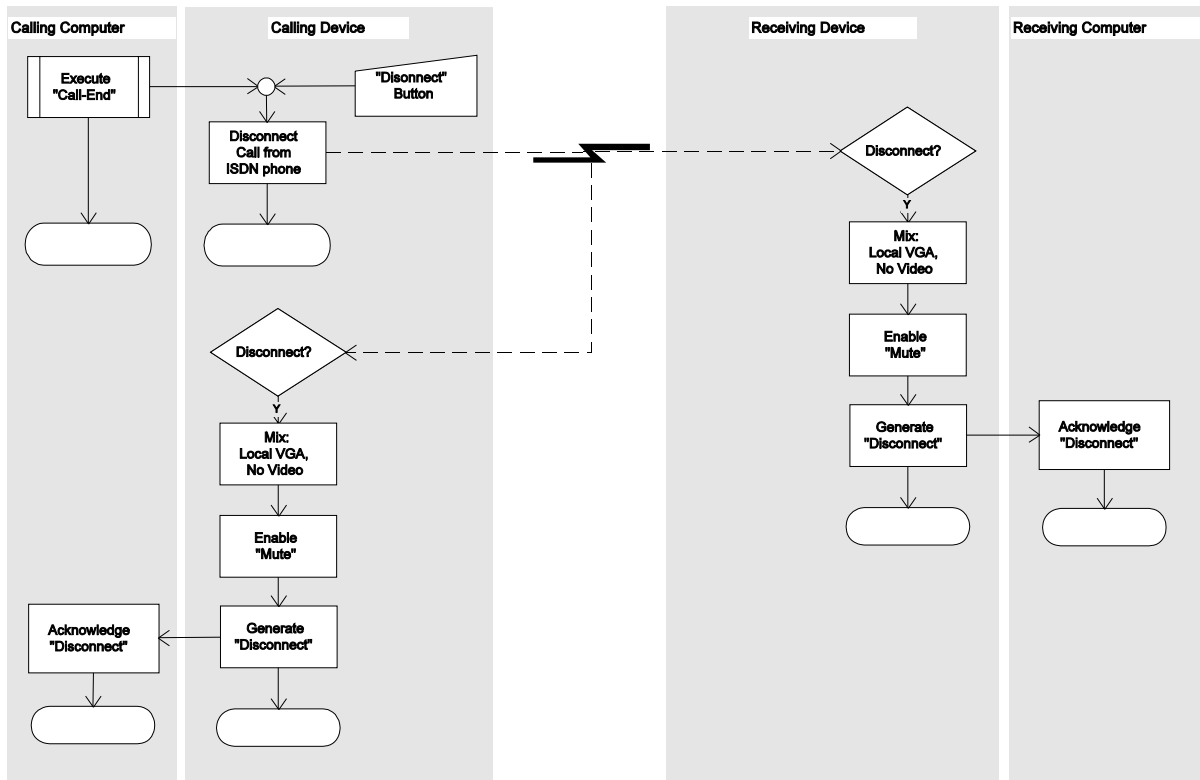 Calling Computer
Calling Device
Receiving Device
Receiving Computer
Execute
"Call-End"
"Disonnect"
Button
Disconnect
Call from
ISDN phone
Disconnect?
Y
Mix:
Local VGA,
No Video
Enable
"Mute"
Generate
"Disconnect"
Acknowledge
"Disconnect"
Disconnect?
Y
Mix:
Local VGA,
No Video
Enable
"Mute"
Generate
"Disconnect"
Acknowledge
"Disconnect"